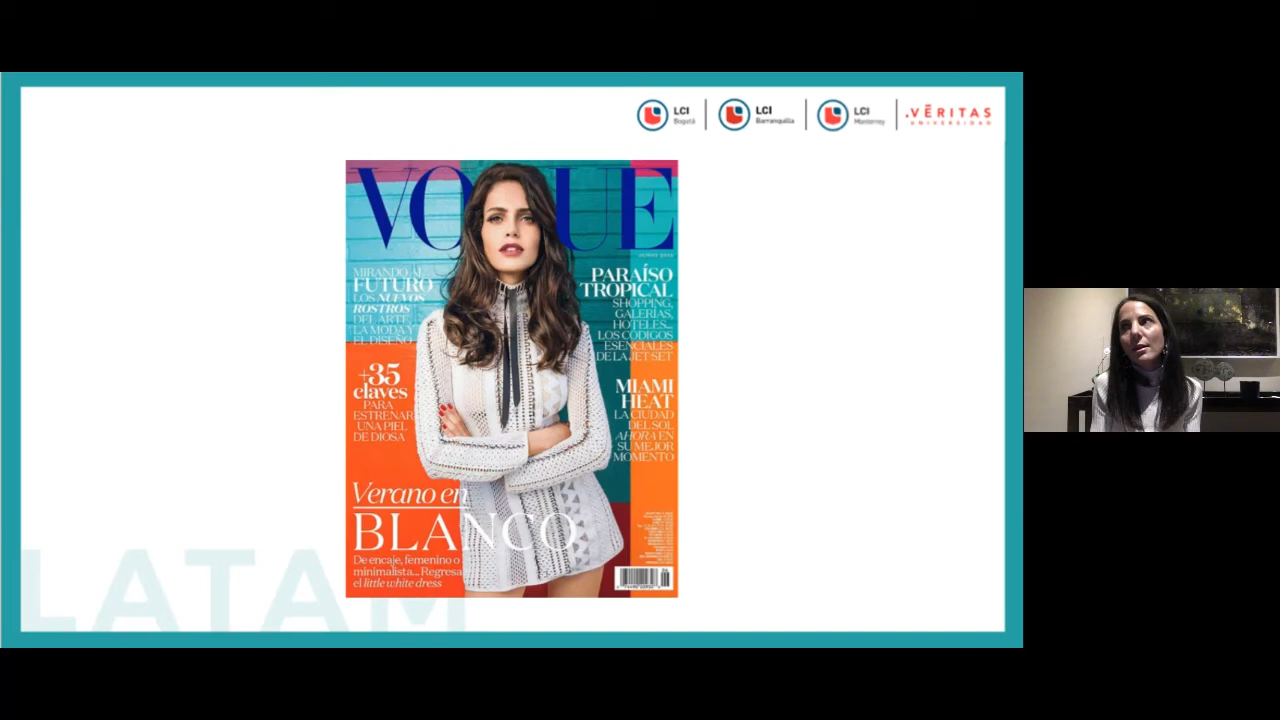 LCI
Bogotá
LCI
Barranquilla
LCI
Monterrey
.VĒRITAS
UNIVERSIDAD
VOGUE
MIRANDO AL
FUTURO
LOS NUEVOS
ROSTROS
DEL ARTE,
LA MODA Y
EL DISEÑO
+35
claves
PARA
ESTRENAR
UNA PIEL
DE DIOSA
PARAÍSO
TROPICAL
SHOPPING,
GALERÍAS,
HOTELES...
LOS CÓDIGOS
ESENCIALES
DE LA JET SET
MIAMI
HEAT
LA CIUDAD
DEL SOL
AHORA EN
SU MEJOR
MOMENTO
Verano en
BLANCO
De encaje, femenino o
minimalista... Regresa
el little white dress
LATAM